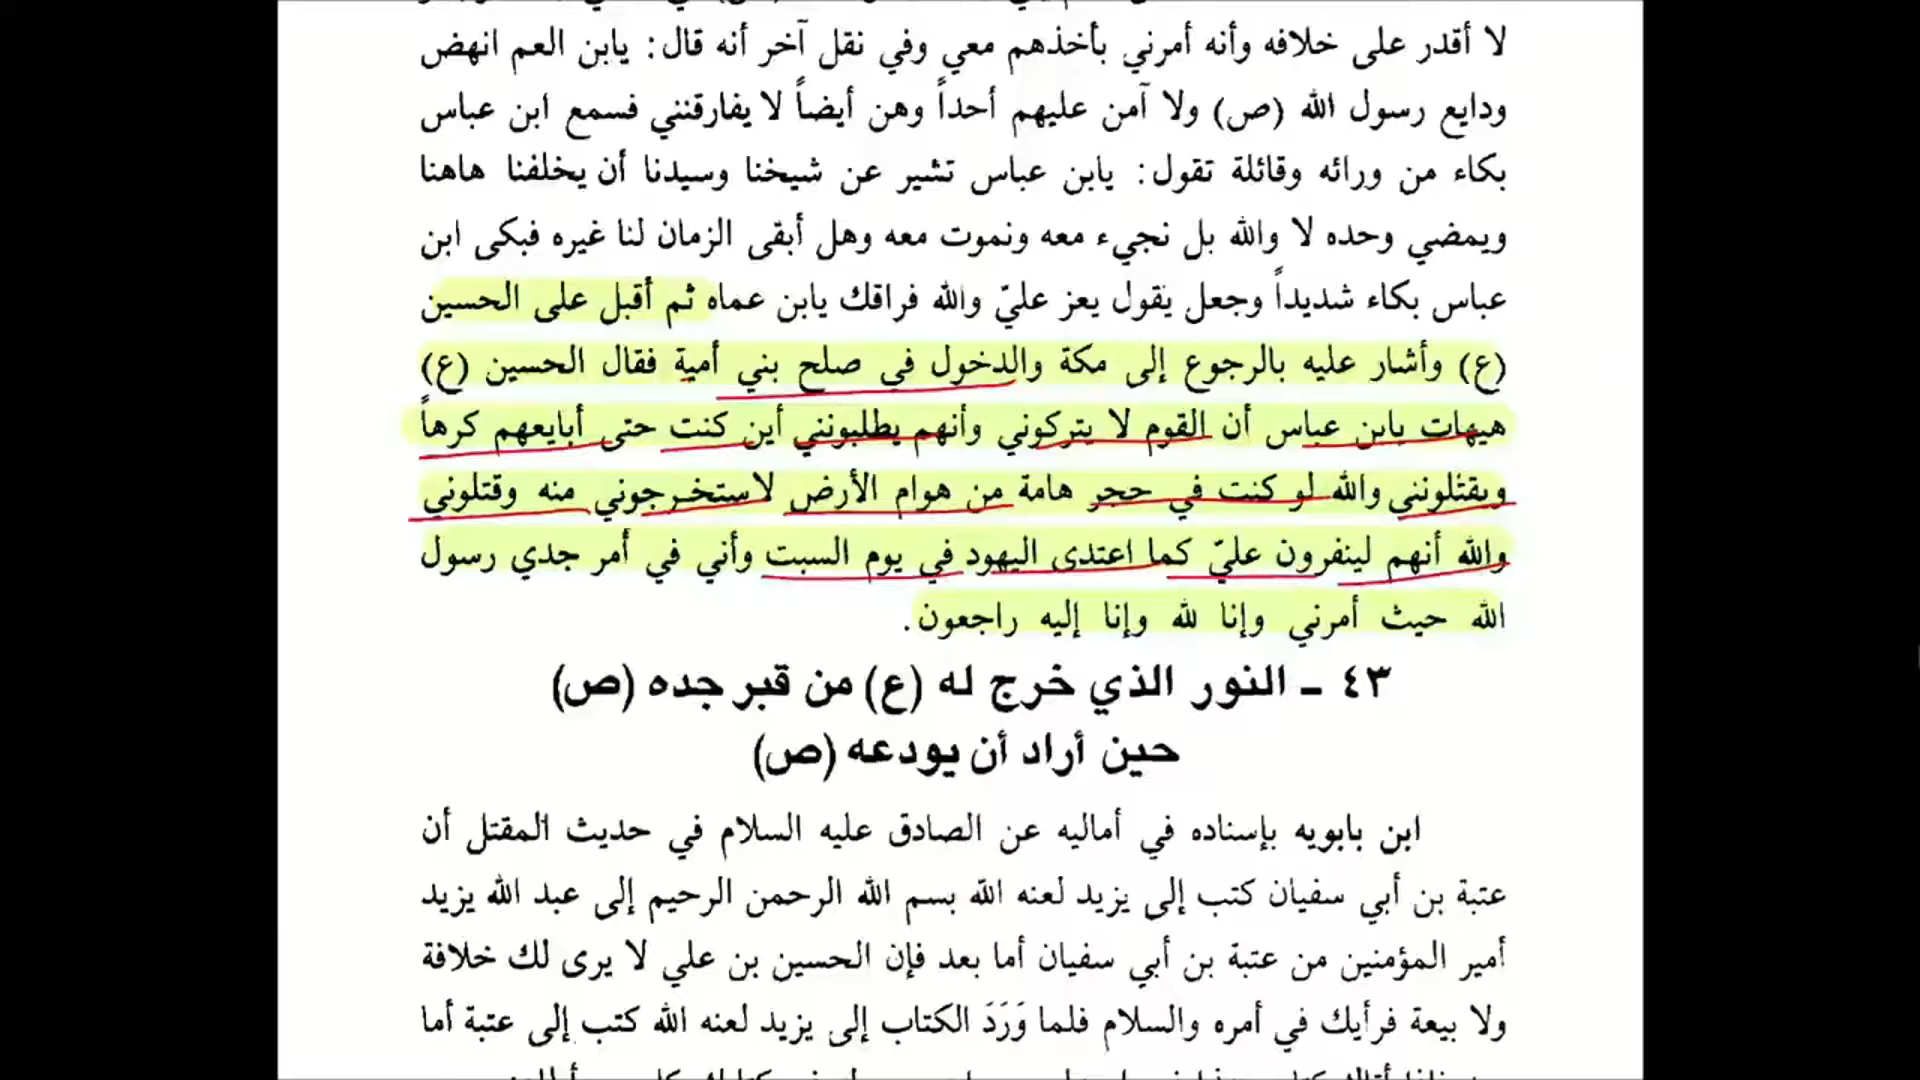 لا أقدر على خلافه وأنه أمرني بأخذهم معي وفي نقل آخر أنه قال: يابن العم انهض
ودايع رسول الله (ص) ولا آمن عليهم أحداً وهن أيضاً لا يفارقنني فسمع ابن عباس
بكاء من ورائه وقائلة تقول: يابن عباس تشير عن شيخنا وسيدنا أن يخلفنا هاهنا
ويمضي وحده لا والله بل نجيء معه ونموت معه وهل أبقى الزمان لنا غيره فبكى ابن
عباس بكاء شديداً وجعل يقول يعز عليّ والله فراقك يابن عماه ثم أقبل على الحسين
(ع) وأشار عليه بالرجوع إلى مكة والدخول في صلح بني أمية فقال الحسين (ع)
هيهات يابن عباس أن القوم لا يتركوني وأنهم يطلبونني أين كنت حتى أبايعهم كرهاً
ويقتلونني والله لو كنت في حجر هامة من هوام الأرض لاستخرجوني منه وقتلوني
والله أنهم لينفرون عليّ كما اعتدى اليهود في يوم السبت وأني في أمر جدي رسول
الله حيث أمرني وإنا لله وإنا إليه راجعون.
٤٣ - النور الذي خرج له (ع) من قبر جده (ص)
حين أراد أن يودعه (ص)
ابن بابويه بإسناده في أماليه عن الصادق عليه السلام في حديث المقتل أن
عتبة بن أبي سفيان كتب إلى يزيد لعنه الله بسم الله الرحمن الرحيم إلى عبد الله يزيد
أمير المؤمنين من عتبة بن أبي سفيان أما بعد فإن الحسين بن علي لا يرى لك خلافة
ولا بيعة فرأيك في أمره والسلام فلما وَرَدَ الكتاب إلى يزيد لعنه الله كتب إلى عتبة أما